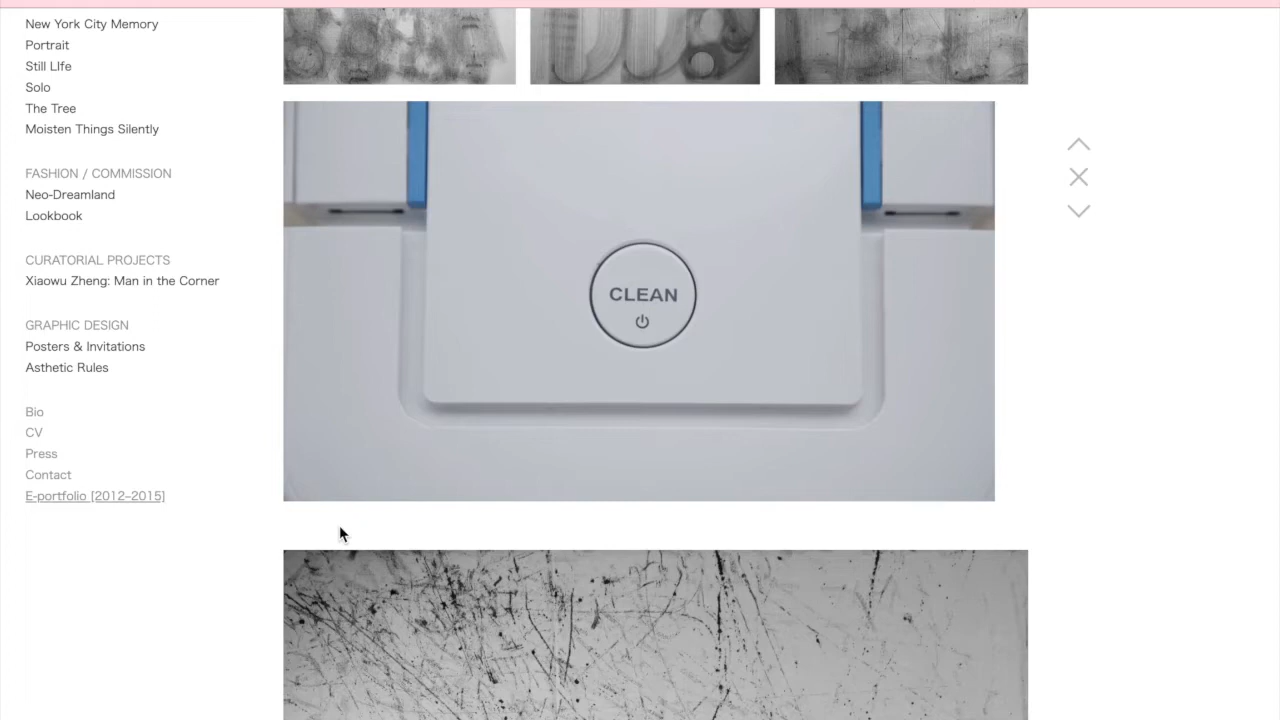 New York City Memory
Portrait
Still LIfe
Solo
The Tree
Moisten Things Silently
FASHION / COMMISSION
Neo-Dreamland
Lookbook
CURATORIAL PROJECTS
Xiaowu Zheng: Man in the Corner
GRAPHIC DESIGN
Posters & Invitations
Asthetic Rules
Bio
CV
Press
Contact
E-portfolio [2012–2015]
CLEAN